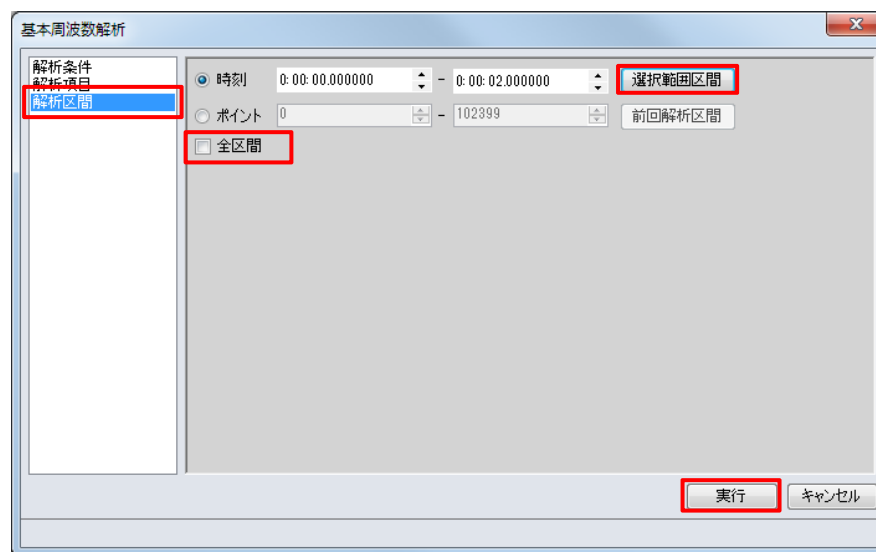 基本周波数解析
解析条件
解析項目
解析区間
時刻 0:00:00.000000 - 0:00:02.000000 選択範囲区間
ポイント 0 - 102399 前回解析区間
全区間
実行 キャンセル